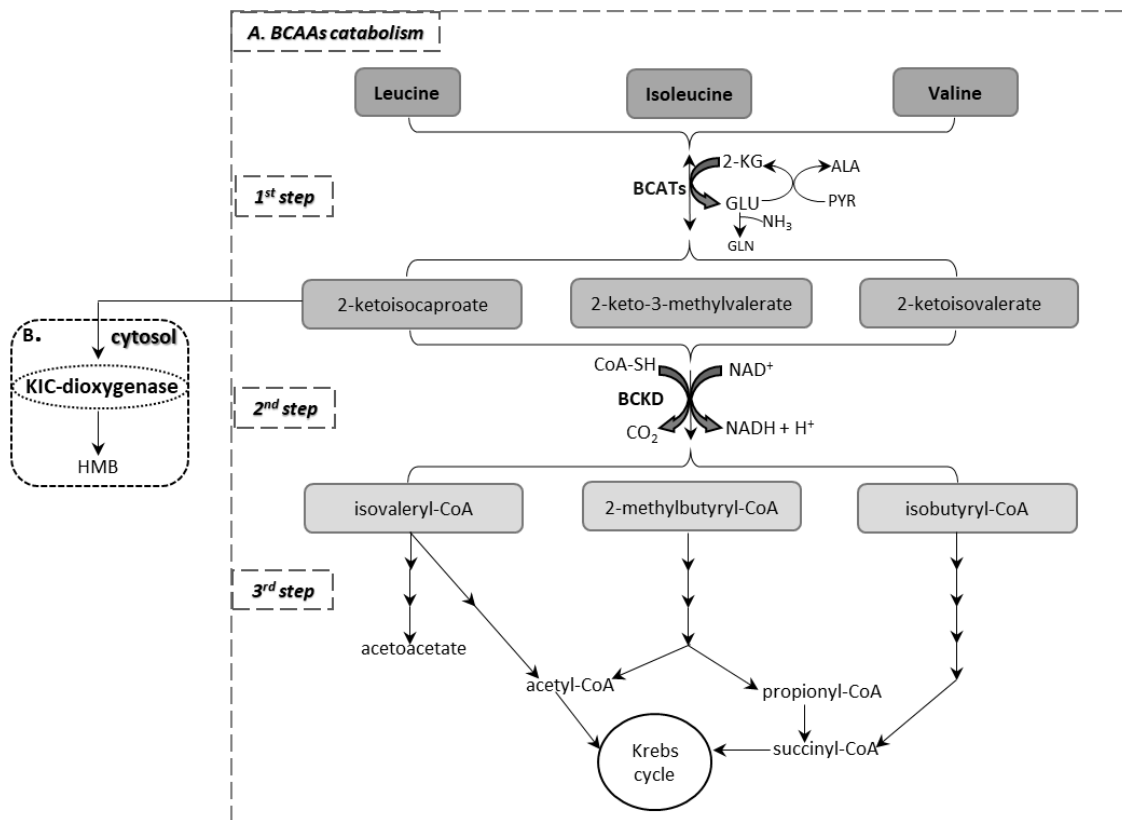 A. BCAAs catabolism
Leucine
Isoleucine
Valine
1st step
BCATs
2-KG
ALA
GLU
PYR
NH3
GLN
2-ketoisocaproate
2-keto-3-methylvalerate
2-ketoisovalerate
B.
cytosol
KIC-dioxygenase
HMB
2nd step
CoA-SH
NAD+
BCKD
CO2
NADH + H+
isovaleryl-CoA
2-methylbutyryl-CoA
isobutyryl-CoA
3rd step
acetoacetate
acetyl-CoA
propionyl-CoA
succinyl-CoA
Krebs
cycle